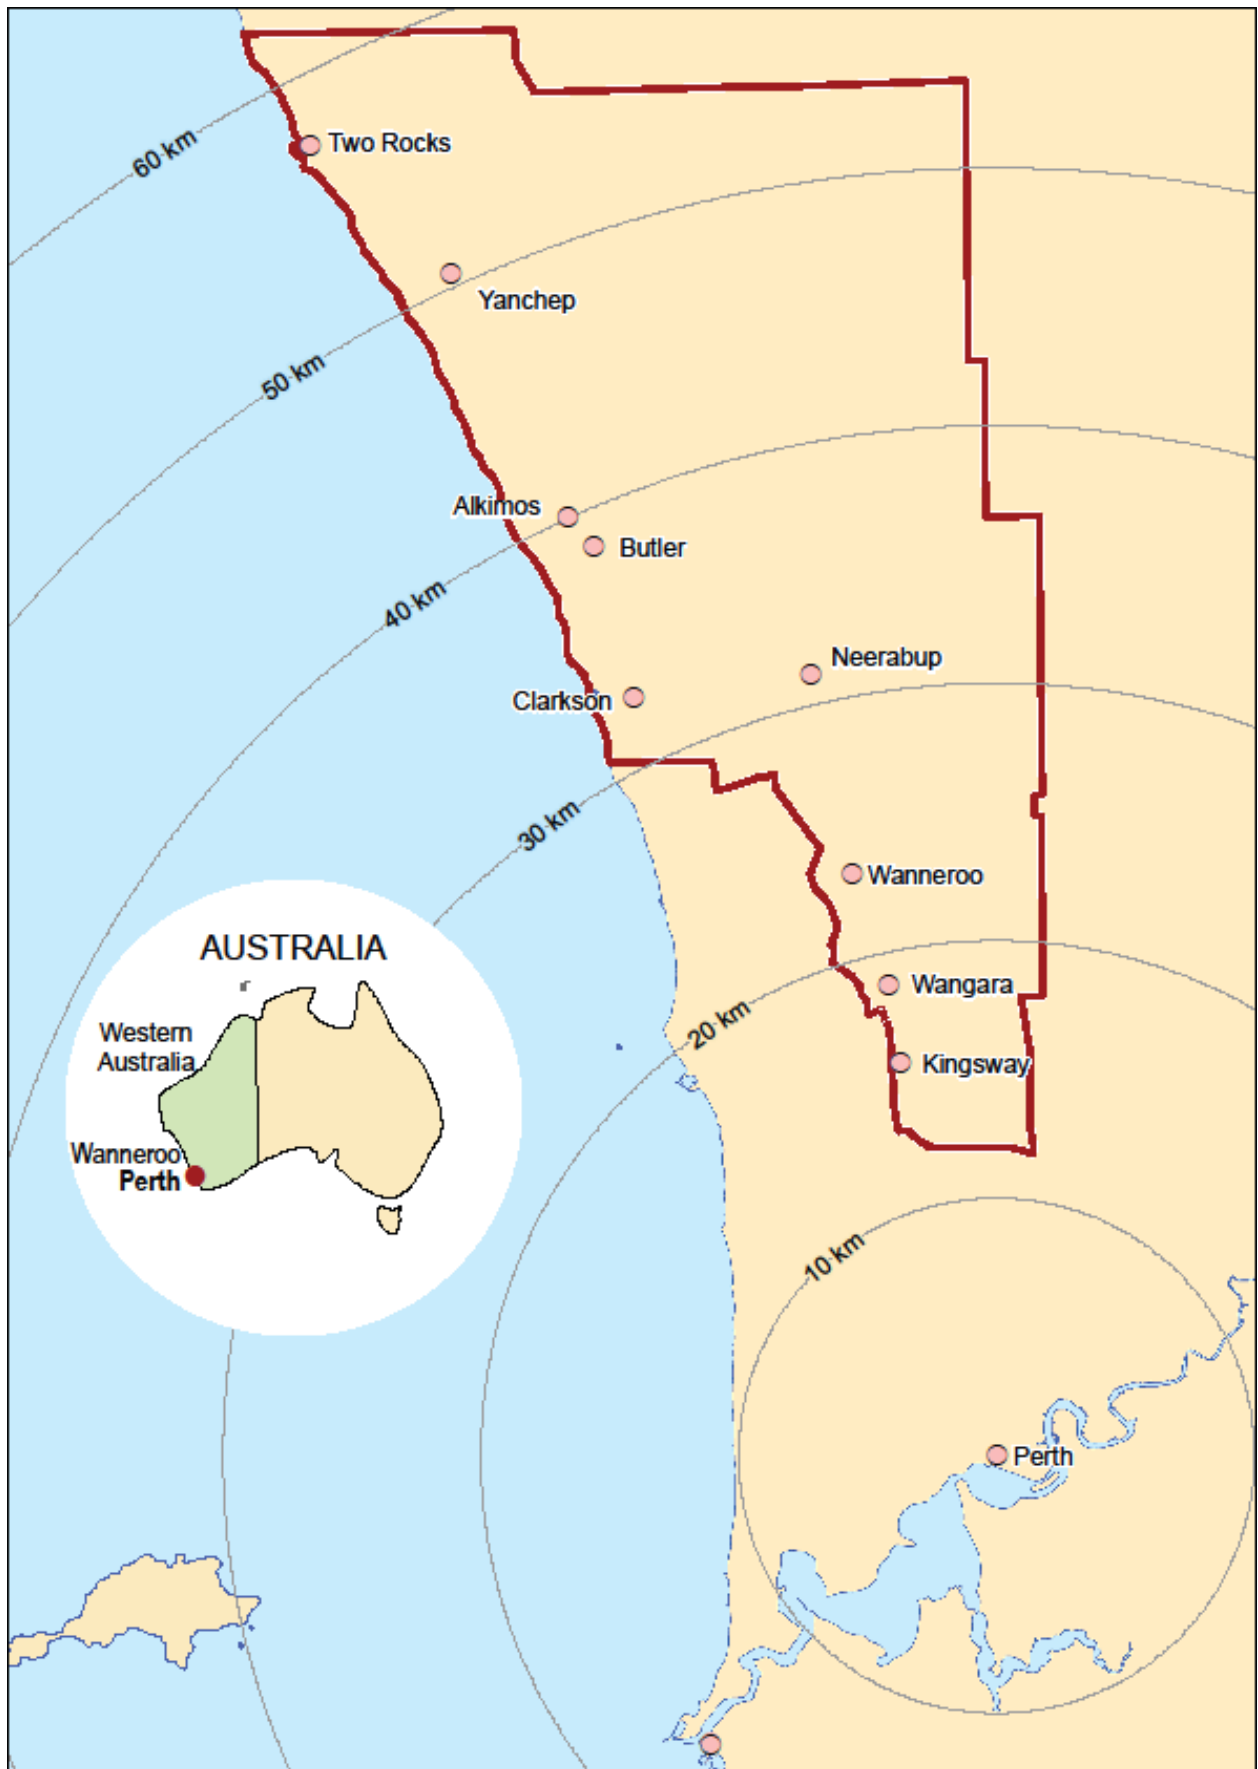 60 km
Two Rocks
Yanchep
50 km
Alkimos
Butler
40 km
Neerabup
Clarkson
30 km
Wanneroo
AUSTRALIA
Wangara
20 km
Western
Australia
Kingsway
Wanneroo
Perth
10 km
Perth